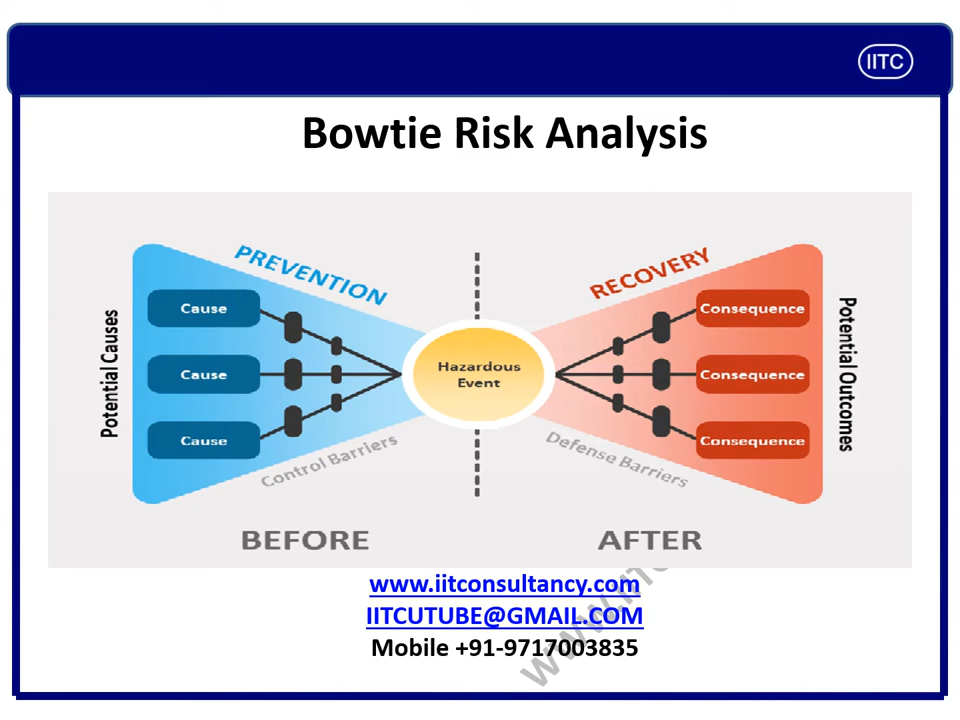 IITC
Bowtie Risk Analysis
PREVENTION
RECOVERY
Potential Causes
Cause
Cause
Cause
Hazardous
Event
Consequence
Consequence
Consequence
Potential Outcomes
Control Barriers
Defense Barriers
BEFORE
AFTER
www.iitconsultancy.com
IITCUTUBE@GMAIL.COM
Mobile +91-9717003835